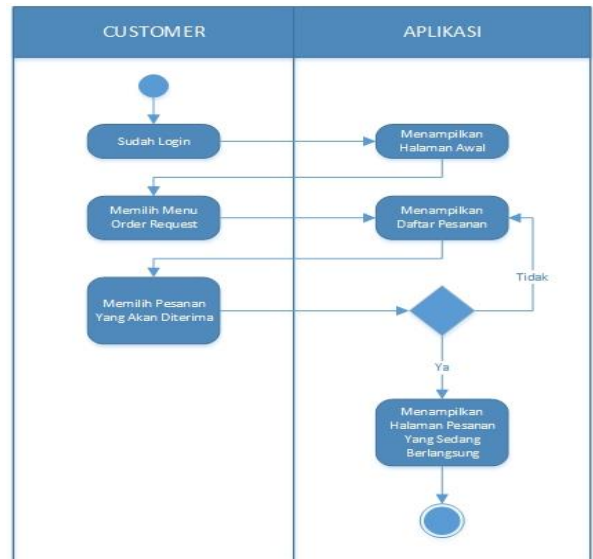 CUSTOMER
APLIKASI
Sudah Login
Menampilkan
Halaman Awal
Memilih Menu
Order Request
Menampilkan
Daftar Pesanan
Tidak
Memilih Pesanan
Yang Akan Diterima
Ya
Menampilkan
Halaman Pesanan
Yang Sedang
Berlangsung